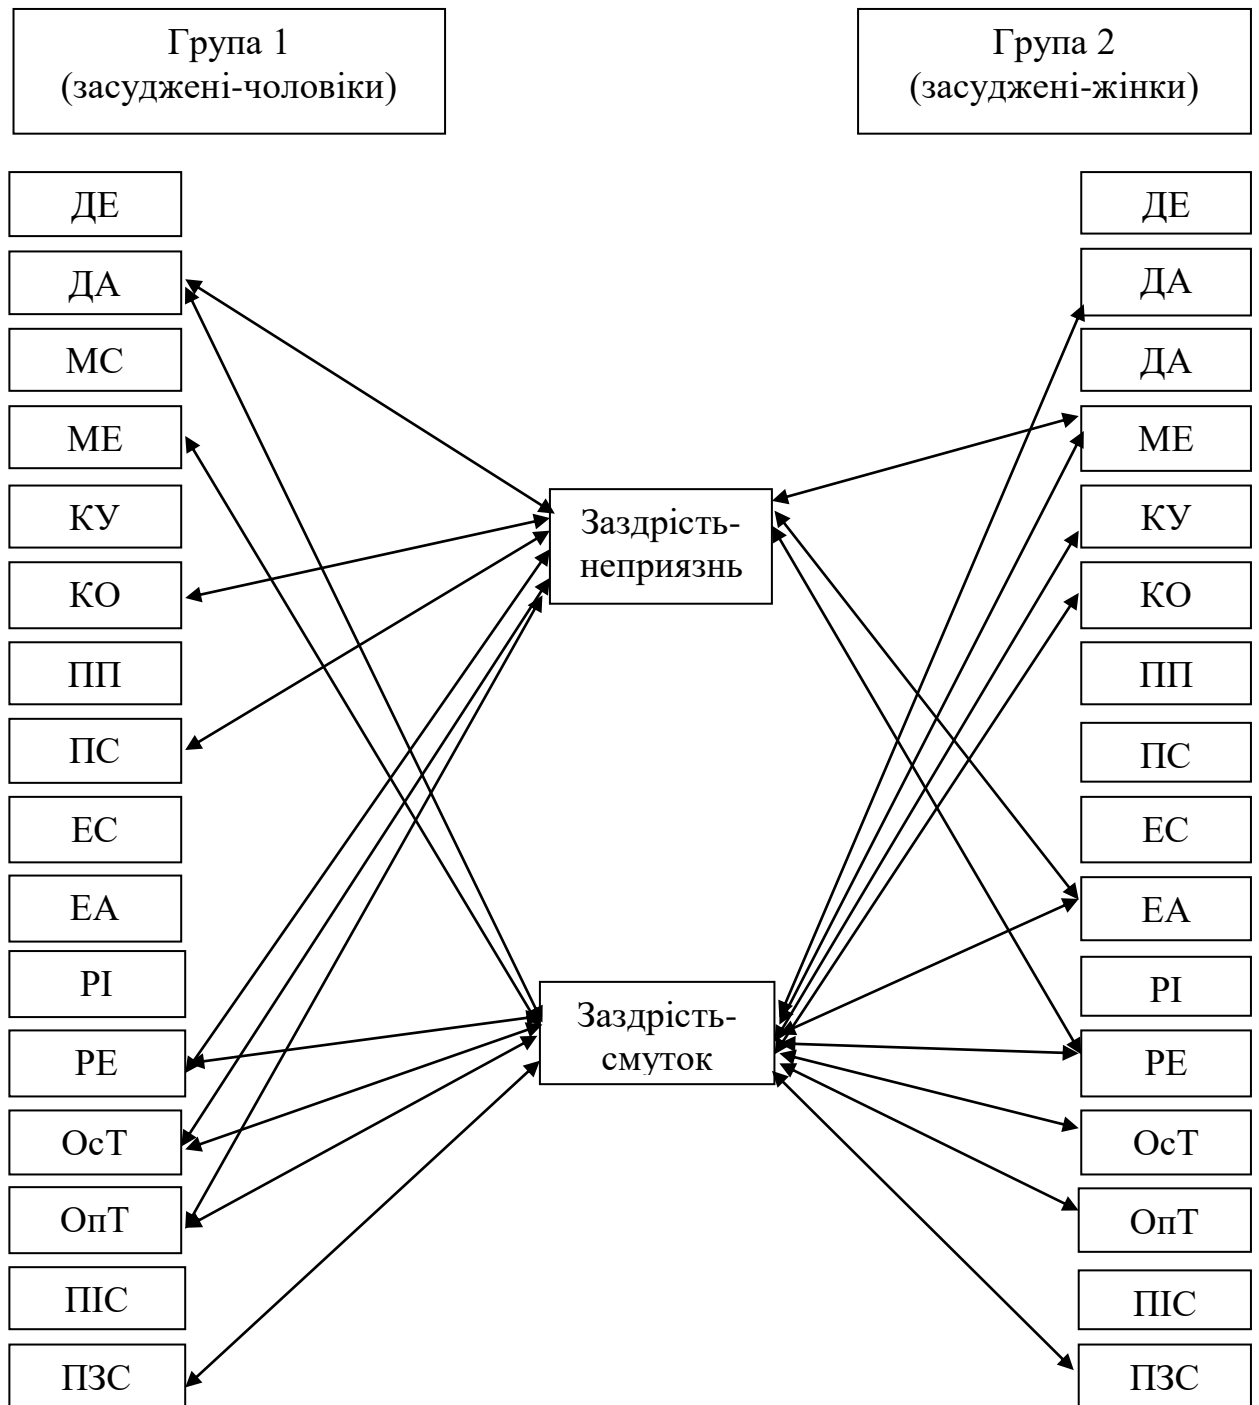 Група 1
(засуджені-чоловіки)
Група 2
(засуджені-жінки)
ДЕ
ДА
МС
МЕ
КУ
КО
ПП
ПС
ЕС
ЕА
РІ
РЕ
ОсТ
ОпТ
ПІС
ПЗС
Заздрість-
неприязнь
Заздрість-
смуток
ДЕ
ДА
ДА
МЕ
КУ
КО
ПП
ПС
ЕС
ЕА
РІ
РЕ
ОсТ
ОпТ
ПІС
ПЗС